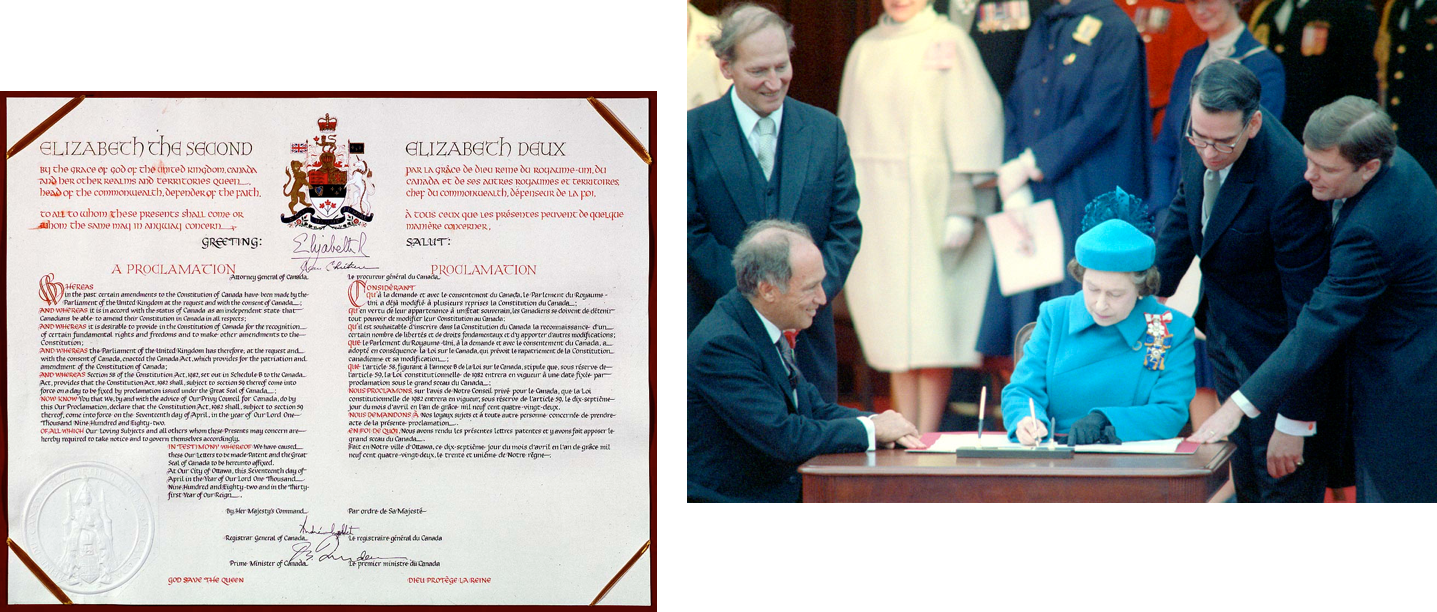 ELIZABETH THE SECOND
BY THE GRACE OF GOD OF THE UNITED KINGDOM, CANADA
AND HER OTHER REALMS AND TERRITORIES QUEEN,
HEAD OF THE COMMONWEALTH, DEFENDER OF THE FAITH.
TO ALL TO WHOM THESE PRESENTS SHALL COME OR
WHOM THE SAME MAY IN ANYWAY CONCERN,
GREETING:
ELIZABETH DEUX
PAR LA GRÂCE DE DIEU REINE DU ROYAUME-UNI, DU
CANADA ET DE SES AUTRES ROYAUMES ET TERRITOIRES,
CHEF DU COMMONWEALTH, DÉFENSEUR DE LA FOI.
À TOUS CEUX QUE LES PRÉSENTES PEUVENT DE QUELQUE
MANIÈRE CONCERNER,
SALUT:
Elizabeth R
Jean Chrétien
A PROCLAMATION
Attorney General of Canada
WHEREAS
in the past certain amendments to the Constitution of Canada have been made by the
Parliament of the United Kingdom at the request and with the consent of Canada;
AND WHEREAS it is in accord with the status of Canada as an independent state that
Canadians be able to amend their Constitution in Canada in all respects;
AND WHEREAS it is desirable to provide in the Constitution of Canada for the recognition
of certain fundamental rights and freedoms and to make other amendments to the
Constitution;
AND WHEREAS the Parliament of the United Kingdom has therefore, at the request and
with the consent of Canada, enacted the Canada Act, which provides for the patriation and
amendment of the Constitution of Canada;
AND WHEREAS Section 58 of the Constitution Act, 1982, set out in Schedule B to the Canada
Act, provides that the Constitution Act, 1982 shall, subject to section 59 thereof, come into
force on a day to be fixed by proclamation issued under the Great Seal of Canada;
NOW KNOW You that We, by and with the advice of Our Privy Council for Canada, do by
this Our Proclamation, declare that the Constitution Act, 1982 shall, subject to section 59
thereof, come into force on the Seventeenth day of April, in the year of Our Lord One
Thousand Nine Hundred and Eighty-two.
OF ALL WHICH Our Loving Subjects and all others whom these Presents may concern are
hereby required to take notice and to govern themselves accordingly.
IN TESTIMONY WHEREOF We have caused
these Our Letters to be made Patent and the Great
Seal of Canada to be hereunto affixed.
At Our City of Ottawa, this Seventeenth day of
April in the Year of Our Lord One Thousand
Nine Hundred and Eighty-two and in the Thirty-
first Year of Our Reign.
PROCLAMATION
Le procureur général du Canada
CONSIDÉRANT
QU'à la demande et avec le consentement du Canada, le Parlement du Royaume-
Uni a déjà modifié à plusieurs reprises la Constitution du Canada;
QU'en vertu de leur appartenance à un État souverain, les Canadiens se doivent de détenir
tout pouvoir de modifier leur Constitution au Canada;
QU'il est souhaitable d'inscrire dans la Constitution du Canada la reconnaissance d'un
certain nombre de libertés et de droits fondamentaux et d'y apporter d'autres modifications;
QUE le Parlement du Royaume-Uni, à la demande et avec le consentement du Canada, a
adopté en conséquence la Loi sur le Canada, qui prévoit le rapatriement de la Constitution
canadienne et sa modification;
QUE l'article 58, figurant à l'annexe B de la Loi sur le Canada, stipule que, sous réserve de
l'article 59, la Loi constitutionnelle de 1982 entrera en vigueur à une date fixée par
proclamation sous le grand sceau du Canada;
NOUS PROCLAMONS, sur l'avis de Notre Conseil privé pour le Canada, que la Loi
constitutionnelle de 1982 entrera en vigueur, sous réserve de l'article 59, le dix-septième
jour du mois d'avril en l'an de grâce mil neuf cent quatre-vingt-deux.
NOUS DEMANDONS À Nos loyaux sujets et à toute autre personne concernée de prendre
acte de la présente proclamation.
EN FOI DE QUOI, Nous avons rendu les présentes lettres patentes et y avons fait apposer le
grand sceau du Canada.
Fait en Notre ville d'Ottawa, ce dix-septième jour du mois d'avril en l'an de grâce mil
neuf cent quatre-vingt-deux, le trente et unième de Notre règne.
By Her Majesty's Command
Par ordre de Sa Majesté
André Ouellet
Registrar General of Canada
Le registraire général du Canada
Prime Minister of Canada
Le premier ministre du Canada
GOD SAVE THE QUEEN
DIEU PROTÈGE LA REINE